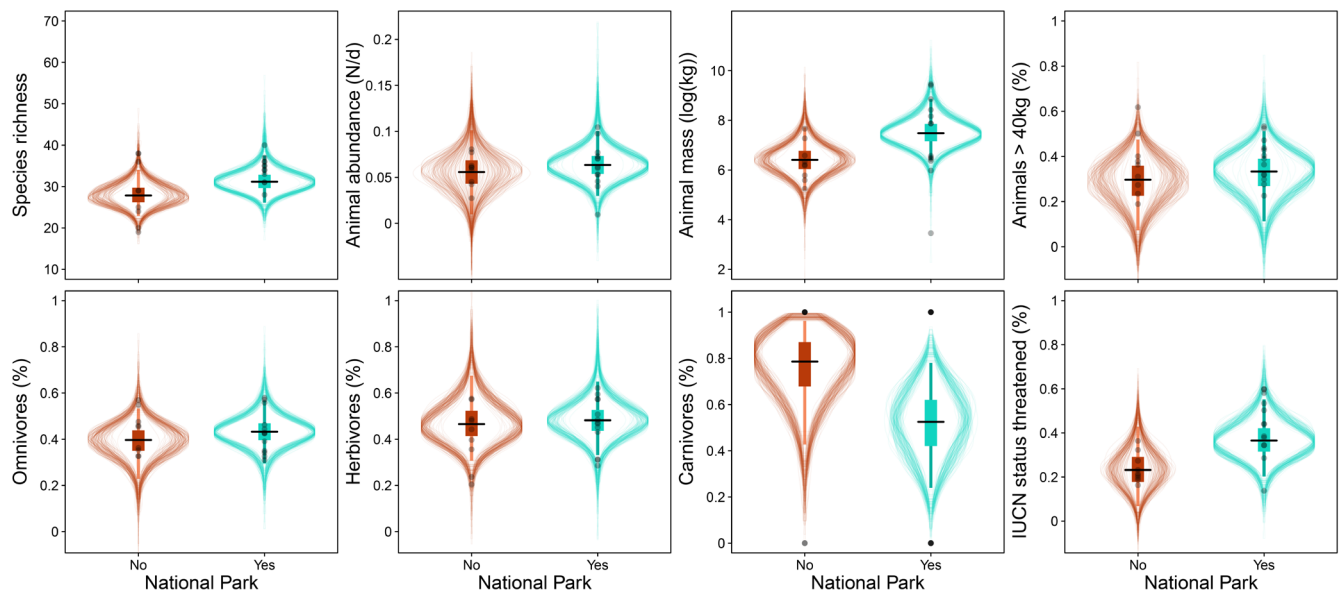 Species richness
70
60
50
40
30
20
10
Animal abundance (N/d)
0.2
0.15
0.1
0.05
0
Animal mass (log(kg))
10
8
6
4
2
Animals > 40kg (%)
1
0.8
0.6
0.4
0.2
0
Omnivores (%)
1
0.8
0.6
0.4
0.2
0
No
Yes
National Park
Herbivores (%)
1
0.8
0.6
0.4
0.2
0
No
Yes
National Park
Carnivores (%)
1
0.8
0.6
0.4
0.2
0
No
Yes
National Park
IUCN status threatened (%)
1
0.8
0.6
0.4
0.2
0
No
Yes
National Park